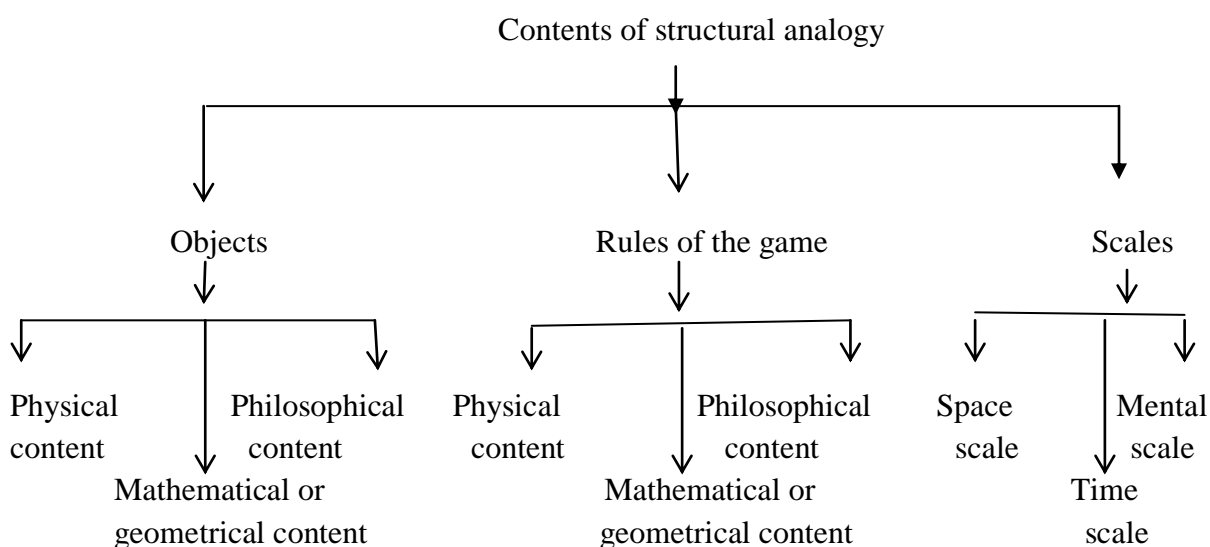 Contents of structural analogy
Objects
Rules of the game
Scales
Physical
content
Philosophical
content
Mathematical or
geometrical content
Physical
content
Philosophical
content
Mathematical or
geometrical content
Space
scale
Mental
scale
Time
scale